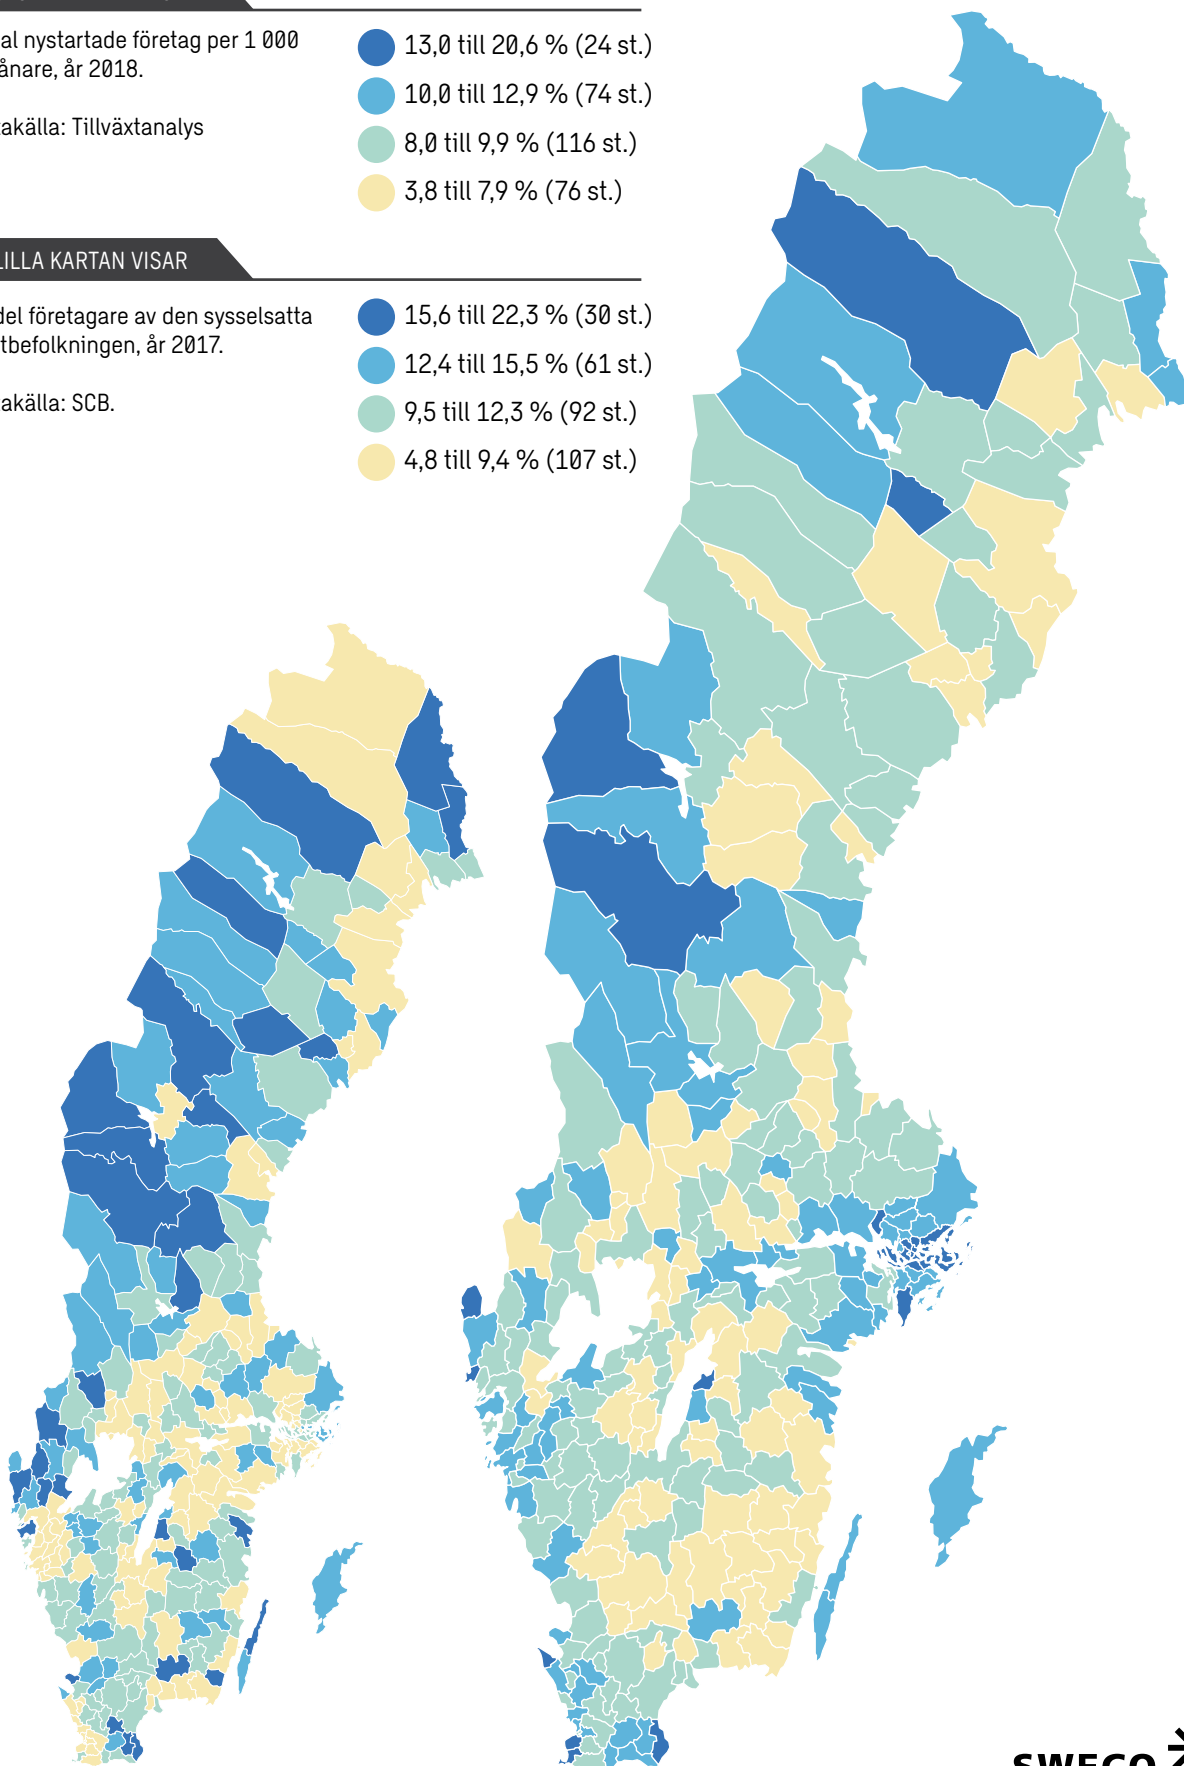 al nystartade företag per 1 000
ånare, år 2018.
takälla: Tillväxtanalys
13,0 till 20,6 % (24 st.)
10,0 till 12,9 % (74 st.)
8,0 till 9,9 % (116 st.)
3,8 till 7,9 % (76 st.)
LILLA KARTAN VISAR
del företagare av den sysselsatta
tbefolkningen, år 2017.
takälla: SCB.
15,6 till 22,3 % (30 st.)
12,4 till 15,5 % (61 st.)
9,5 till 12,3 % (92 st.)
4,8 till 9,4 % (107 st.)
SWECO